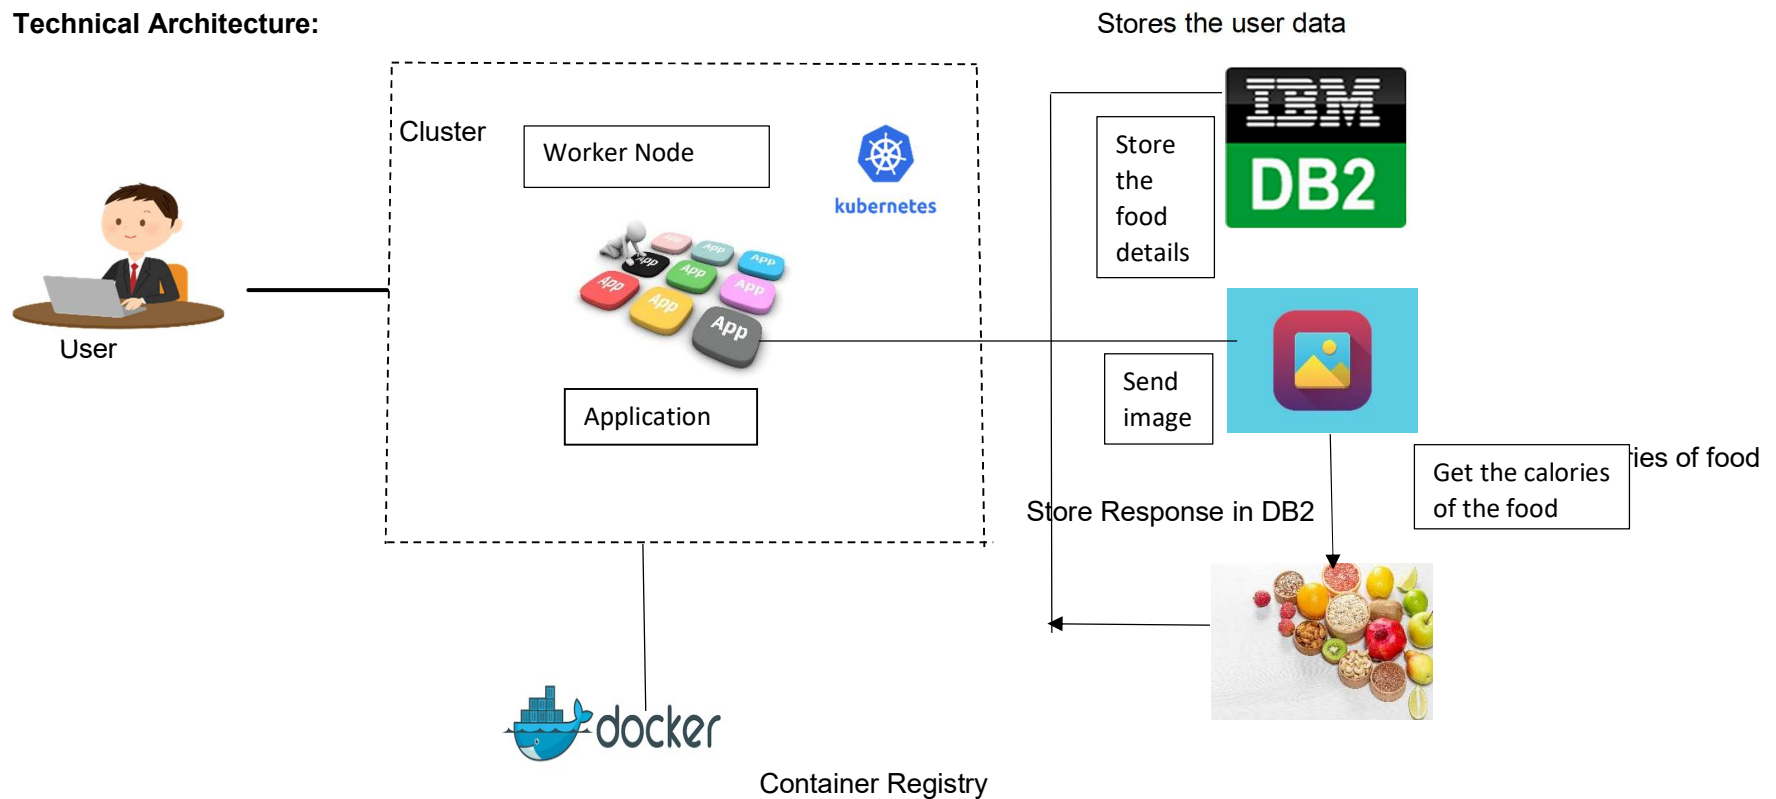 Technical Architecture:
Stores the user data
Cluster
Worker Node
kubernetes
IBM
DB2
Store
the
food
details
App
App
App
App
App
App
App
App
App
User
Application
Send
image
Get the calories
of the food
ries of food
Store Response in DB2
docker
Container Registry